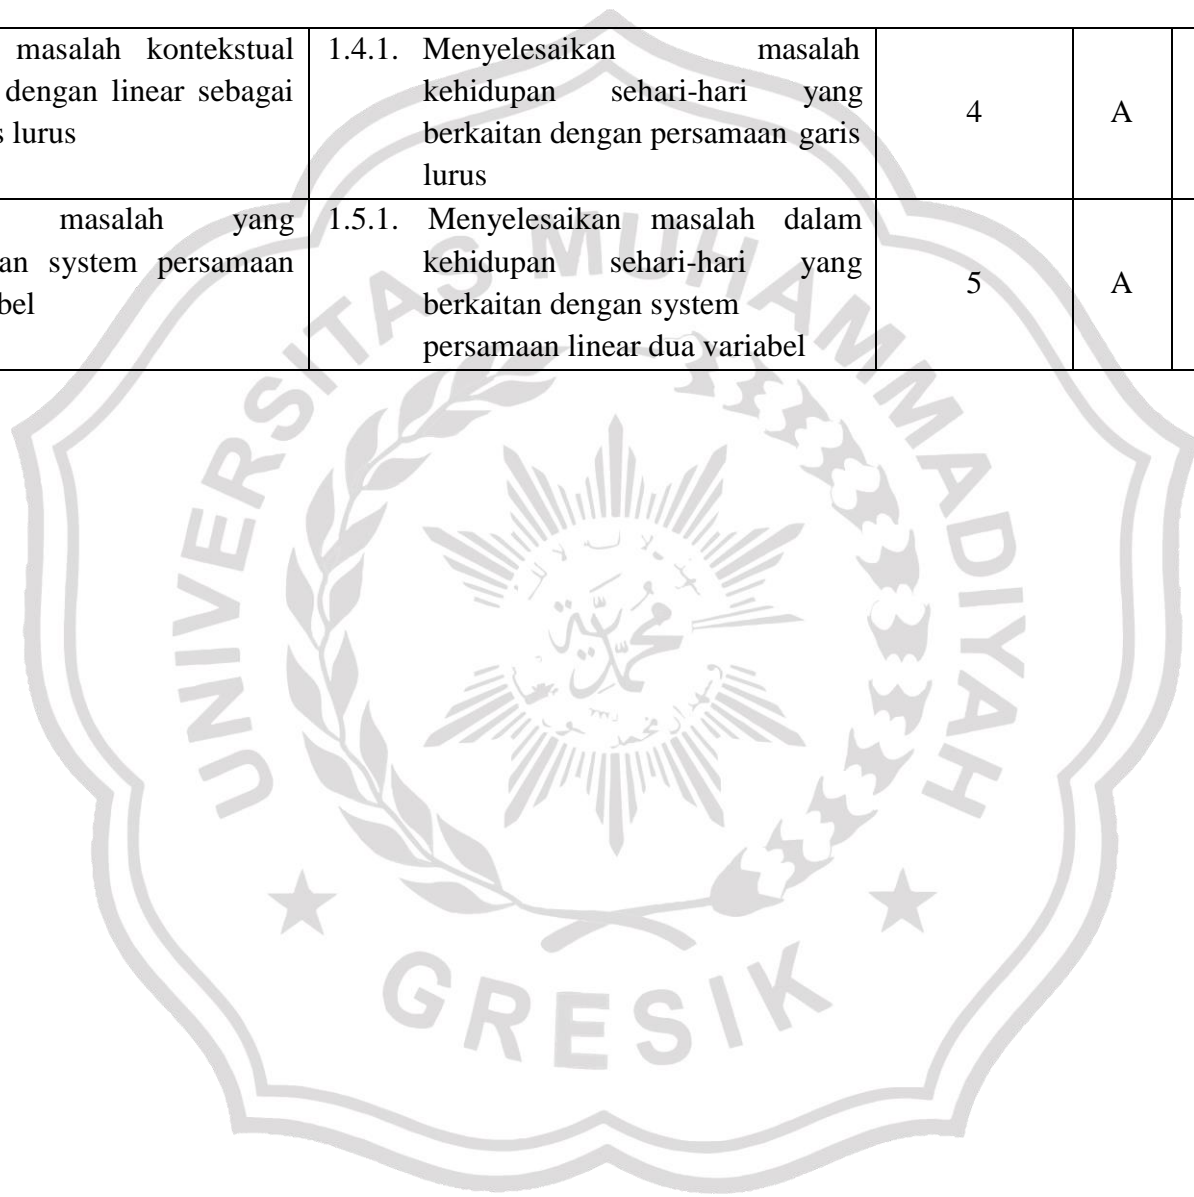 masalah kontekstual
dengan linear sebagai
s lurus
1.4.1. Menyelesaikan masalah
kehidupan sehari-hari yang
berkaitan dengan persamaan garis
lurus
4
A
masalah yang
an system persamaan
bel
1.5.1. Menyelesaikan masalah dalam
kehidupan sehari-hari yang
berkaitan dengan system
persamaan linear dua variabel
5
A
UNIVERSITAS MUHAMMADIYAH
GRESIK
محمدية